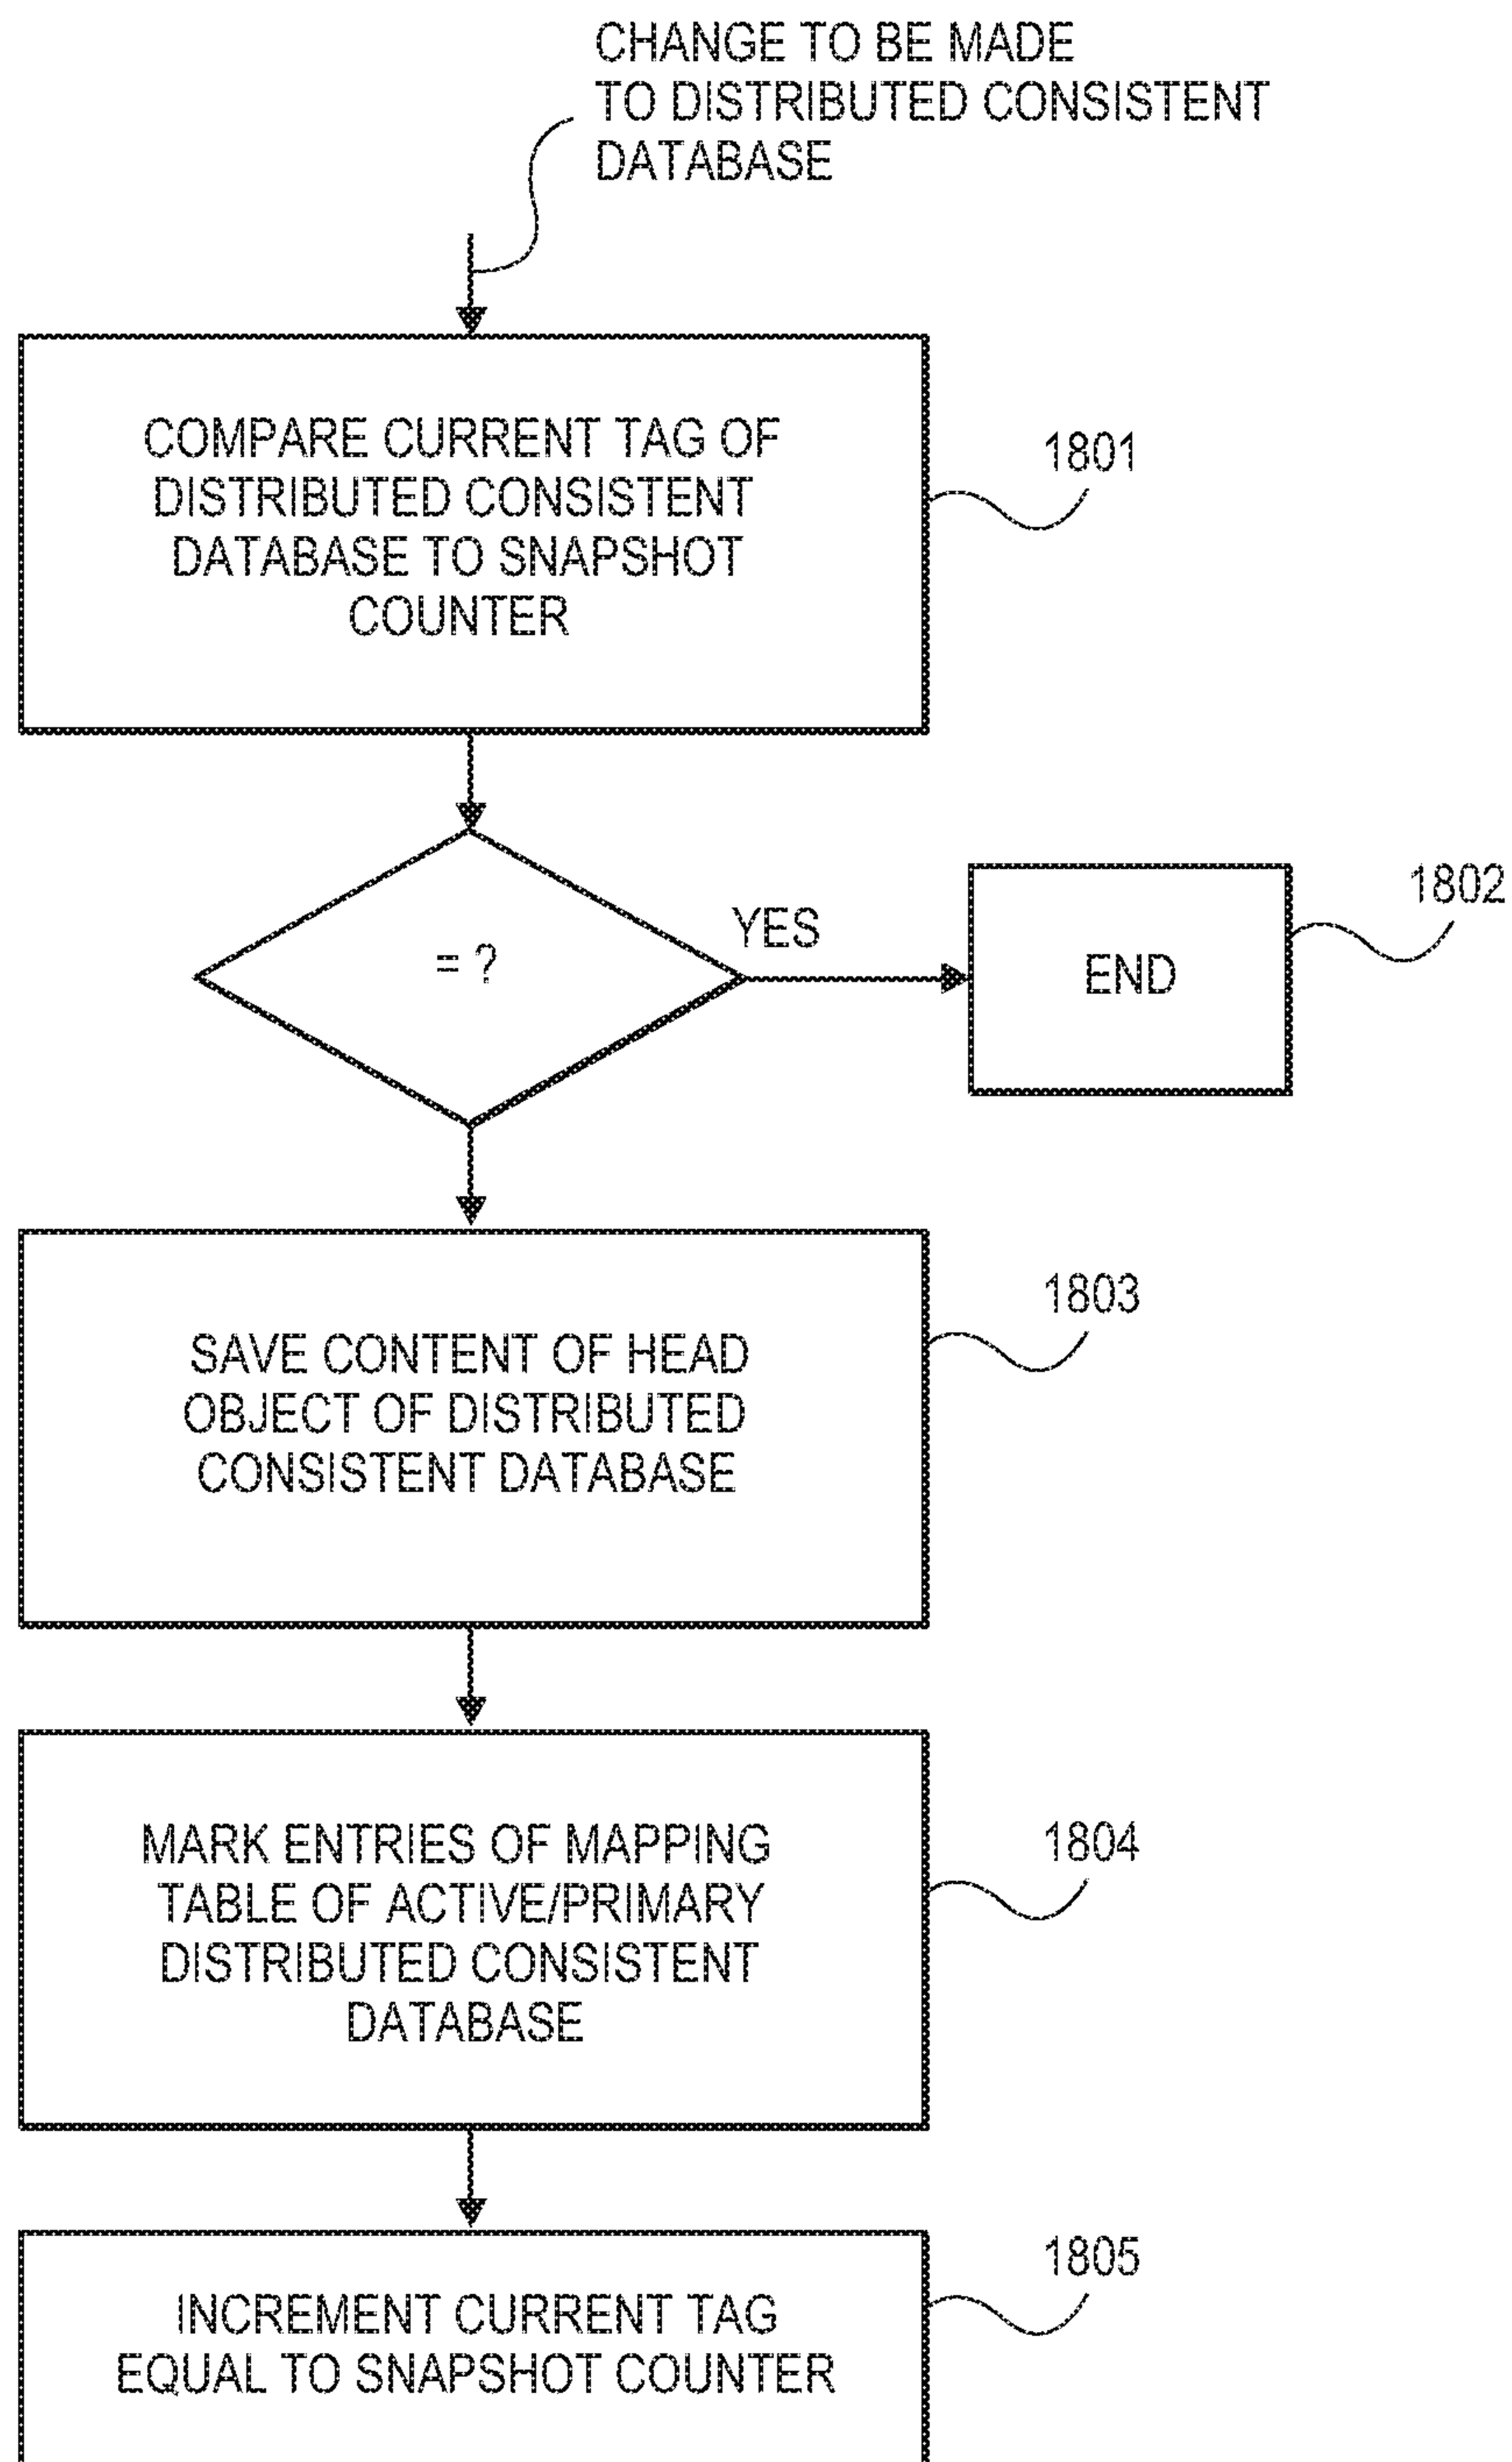 CHANGE TO BE MADE
TO DISTRIBUTED CONSISTENT
DATABASE
COMPARE CURRENT TAG OF
DISTRIBUTED CONSISTENT
DATABASE TO SNAPSHOT
COUNTER
1801
= ?
YES
END
1802
SAVE CONTENT OF HEAD
OBJECT OF DISTRIBUTED
CONSISTENT DATABASE
1803
MARK ENTRIES OF MAPPING
TABLE OF ACTIVE/PRIMARY
DISTRIBUTED CONSISTENT
DATABASE
1804
INCREMENT CURRENT TAG
EQUAL TO SNAPSHOT COUNTER
1805